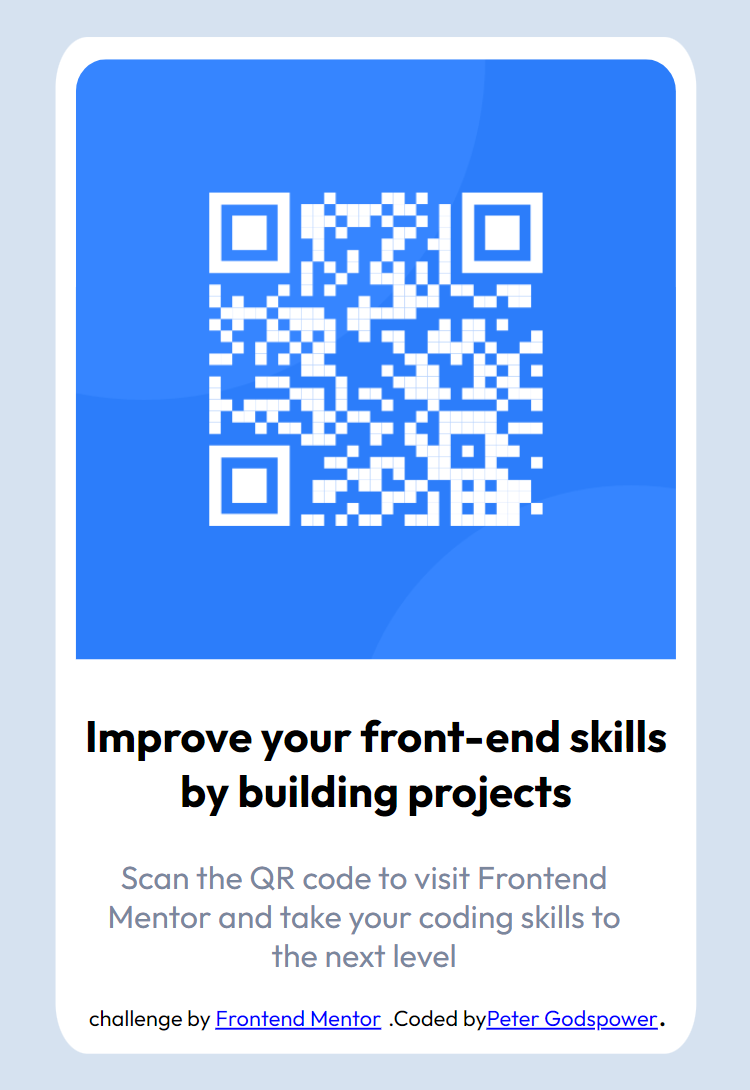 Improve your front-end skills
by building projects
Scan the QR code to visit Frontend
Mentor and take your coding skills to
the next level
challenge by Frontend Mentor .Coded byPeter Godspower.